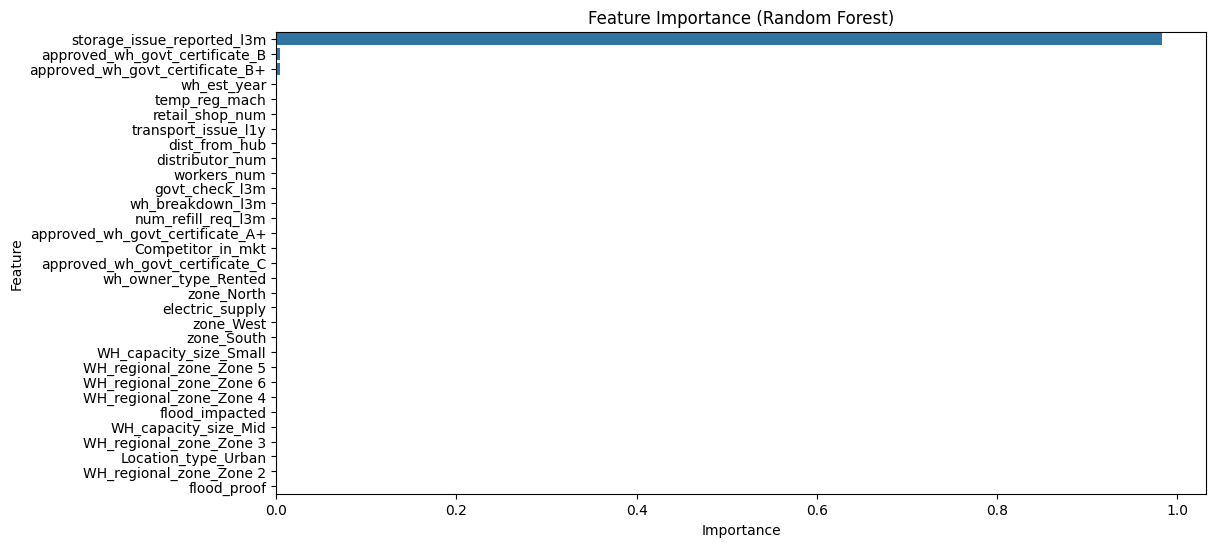 Feature Importance (Random Forest)
storage_issue_reported_l3m
approved_wh_govt_certificate_B
approved_wh_govt_certificate_B+
wh_est_year
temp_reg_mach
retail_shop_num
transport_issue_l1y
dist_from_hub
distributor_num
workers_num
govt_check_l3m
wh_breakdown_l3m
num_refill_req_l3m
approved_wh_govt_certificate_A+
Competitor_in_mkt
approved_wh_govt_certificate_C
wh_owner_type_Rented
zone_North
electric_supply
zone_West
zone_South
WH_capacity_size_Small
WH_regional_zone_Zone 5
WH_regional_zone_Zone 6
WH_regional_zone_Zone 4
flood_impacted
WH_capacity_size_Mid
WH_regional_zone_Zone 3
Location_type_Urban
WH_regional_zone_Zone 2
flood_proof
Feature
0.0 0.2 0.4 0.6 0.8 1.0
Importance